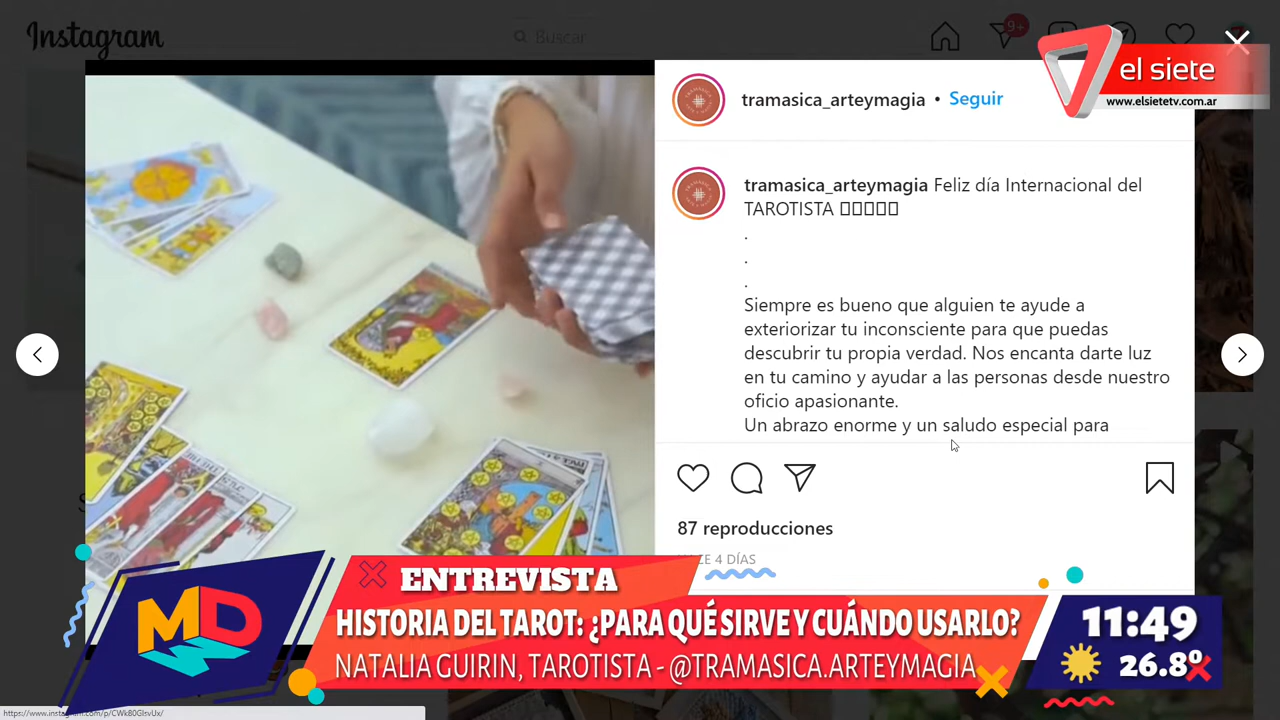 Instagram
Buscar
9+
el siete
www.elsietetv.com.ar
tramasica_arteymagia • Seguir
tramasica_arteymagia Feliz día Internacional del
TAROTISTA
.
.
.
Siempre es bueno que alguien te ayude a
exteriorizar tu inconsciente para que puedas
descubrir tu propia verdad. Nos encanta darte luz
en tu camino y ayudar a las personas desde nuestro
oficio apasionante.
Un abrazo enorme y un saludo especial para
87 reproducciones
CE 4 DÍAS
ENTREVISTA
MD
HISTORIA DEL TAROT: ¿PARA QUÉ SIRVE Y CUÁNDO USARLO?
NATALIA GUIRIN, TAROTISTA - @TRAMASICA.ARTEYMAGIA
11:49
26.8º